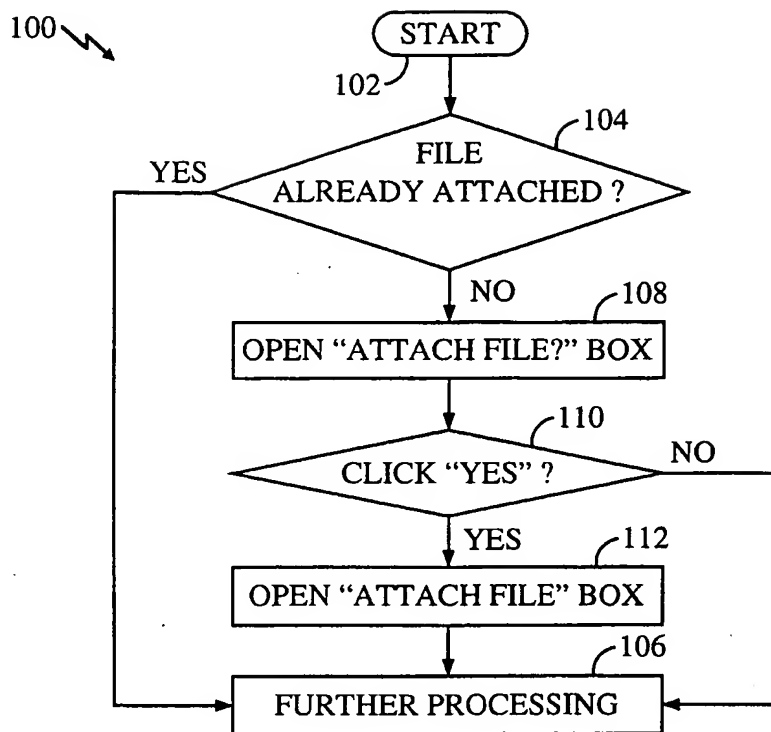 100
START
102
104
FILE
ALREADY ATTACHED ?
YES
NO
108
OPEN “ATTACH FILE?” BOX
110
CLICK “YES” ?
NO
YES
112
OPEN “ATTACH FILE” BOX
106
FURTHER PROCESSING